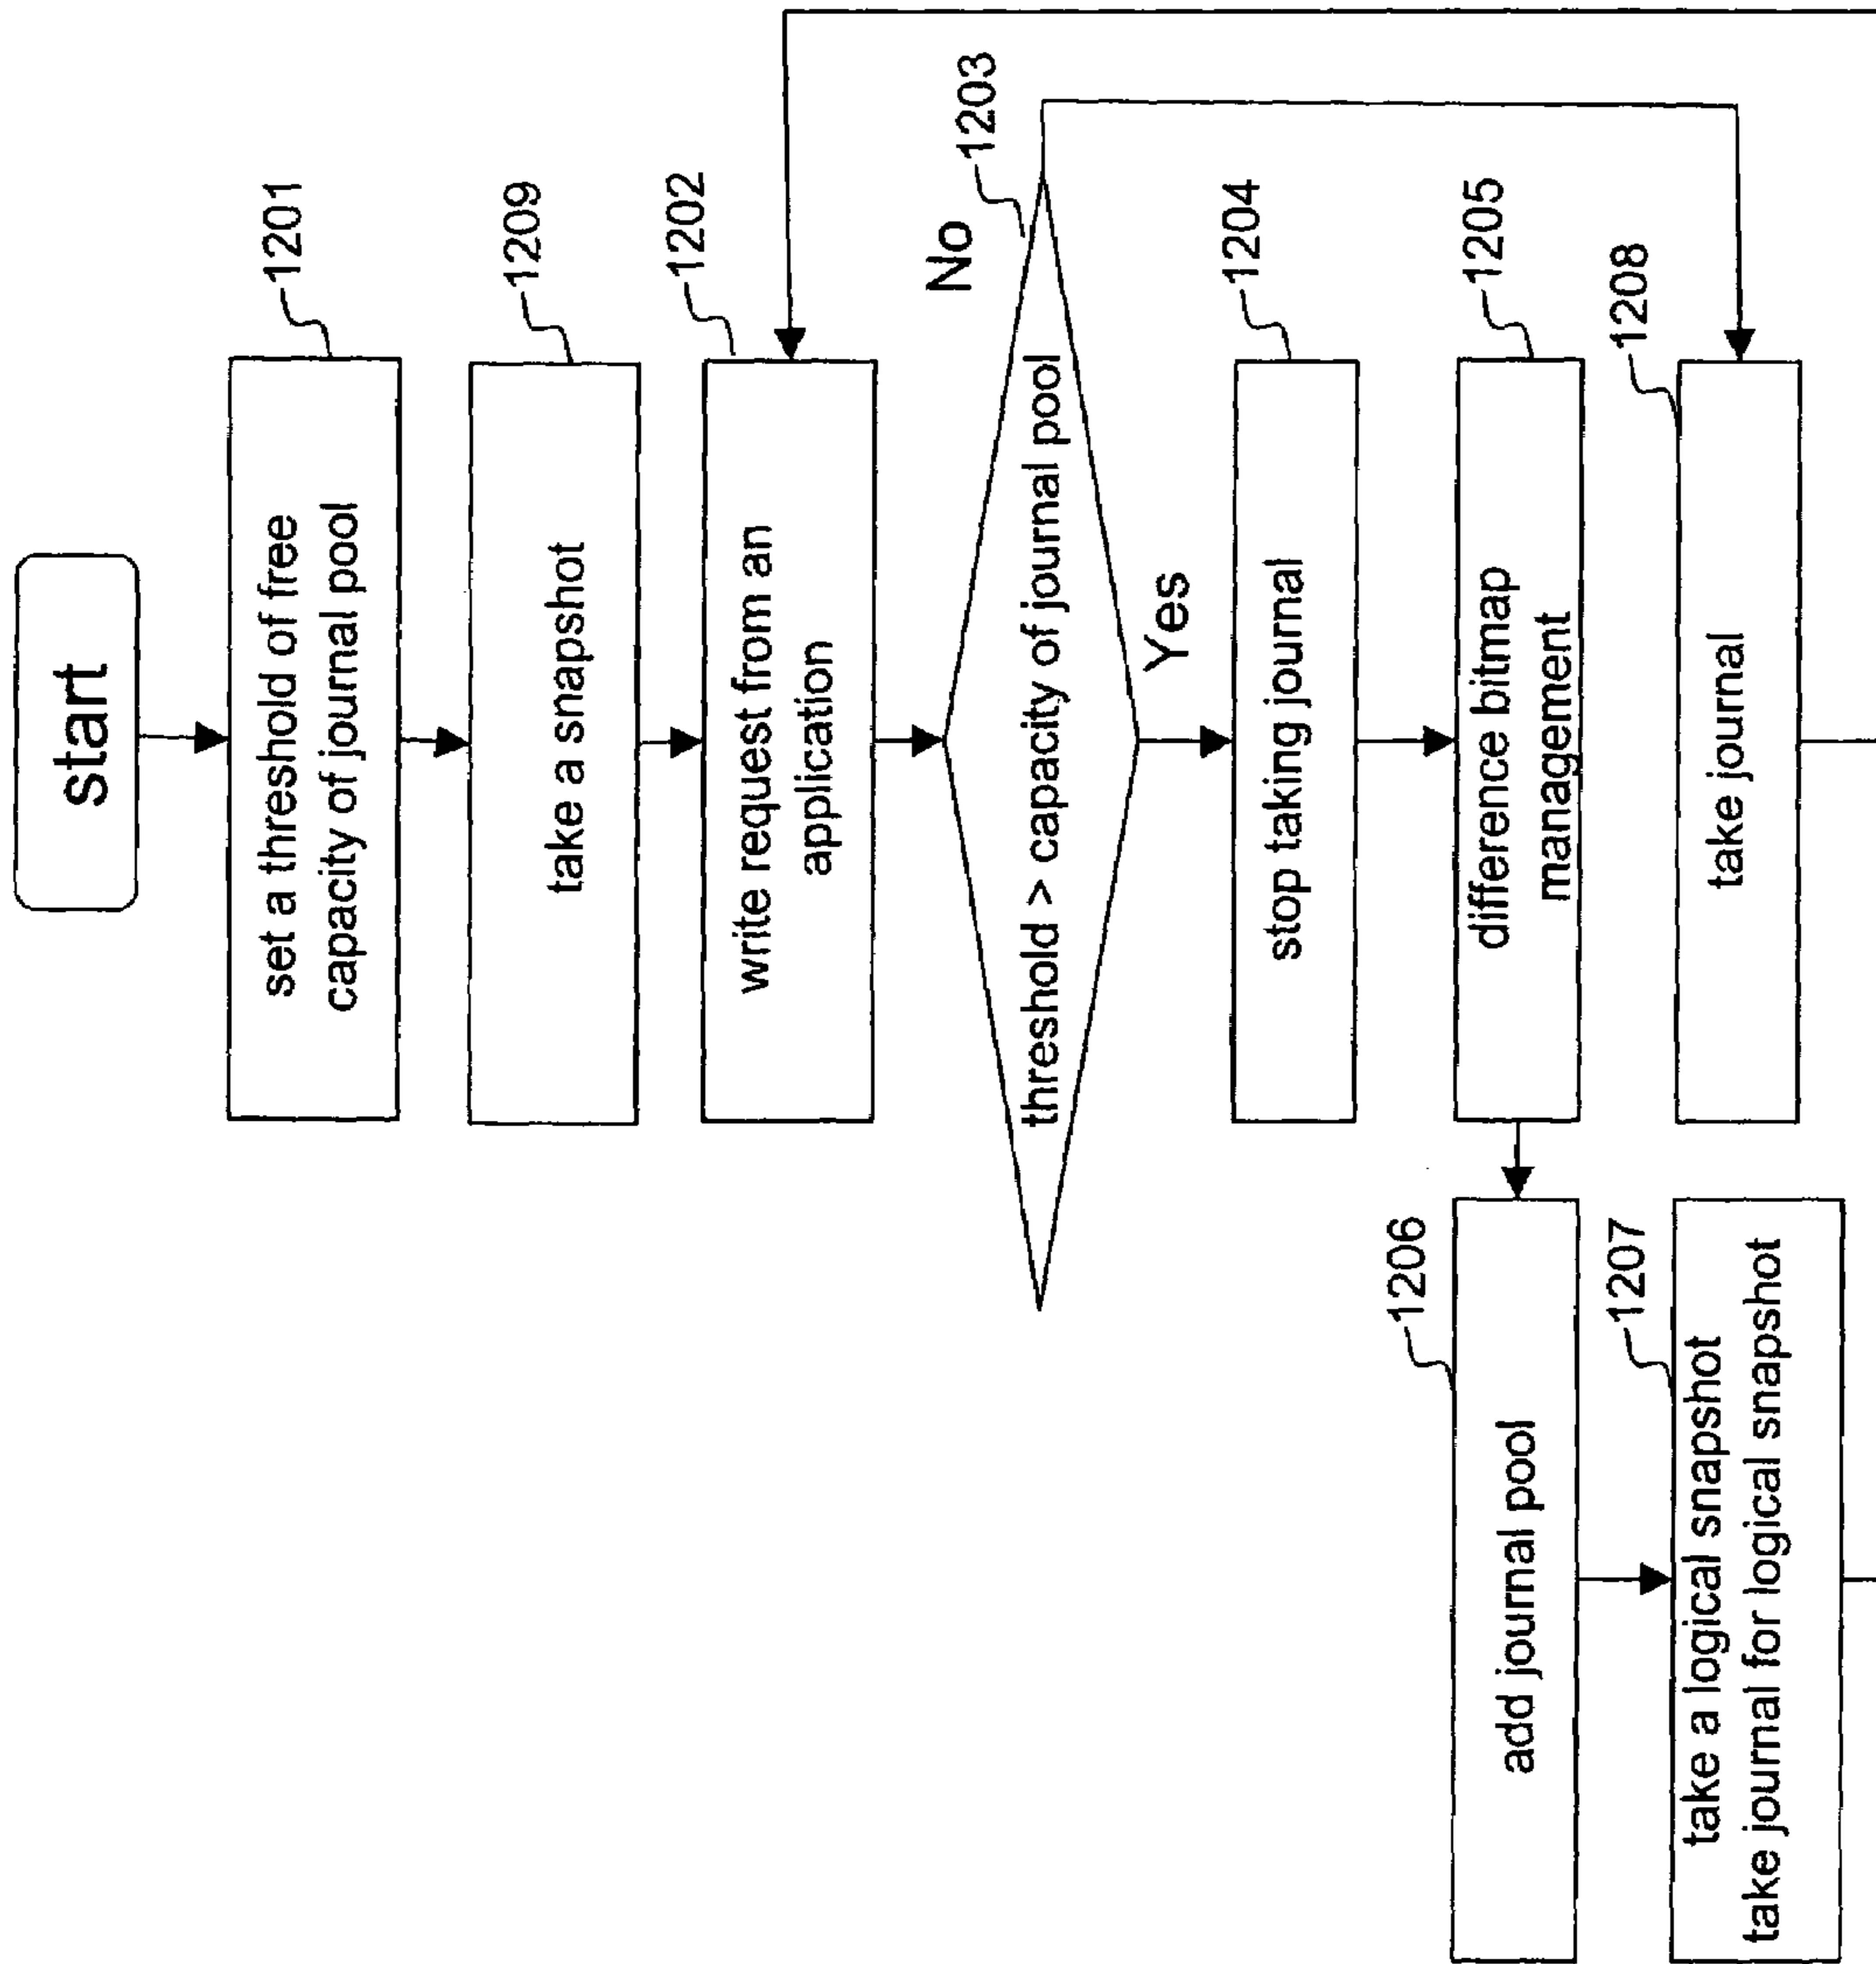 start
set a threshold of free
capacity of journal pool
1201
take a snapshot
1209
write request from an
application
1202
threshold > capacity of journal pool
1203
No
Yes
stop taking journal
1204
difference bitmap
management
1205
add journal pool
1206
take a logical snapshot
take journal for logical snapshot
1207
take journal
1208